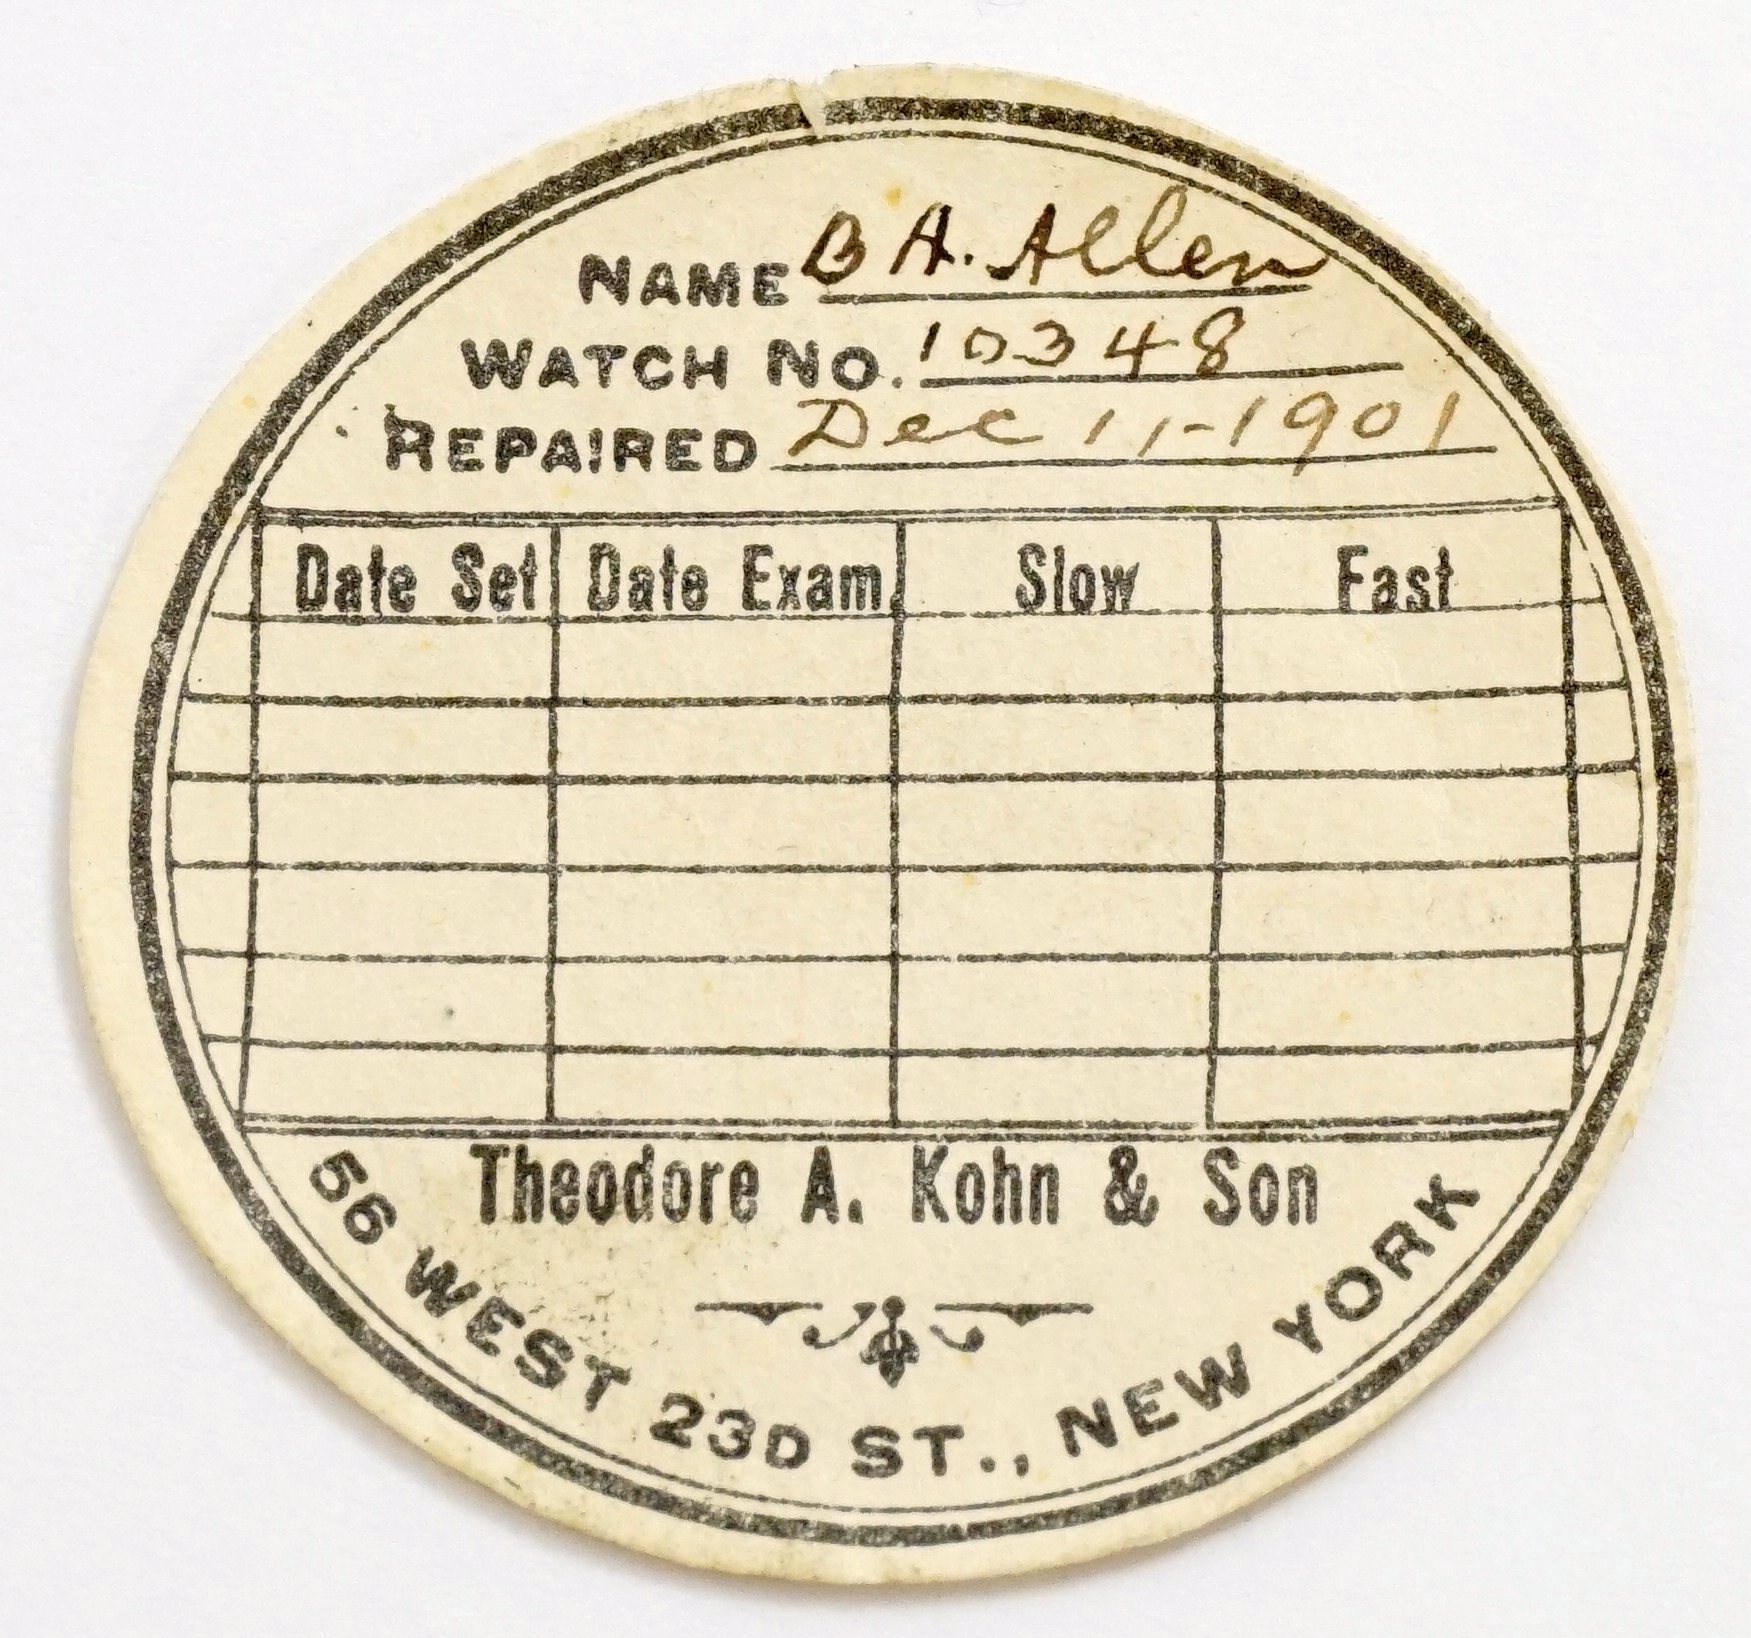 NAME B A. Allen
WATCH NO. 10348
REPAIRED Dec 11-1901
Date Set Date Exam. Slow Fast
Theodore A. Kohn & Son
56 WEST 23D ST., NEW YORK